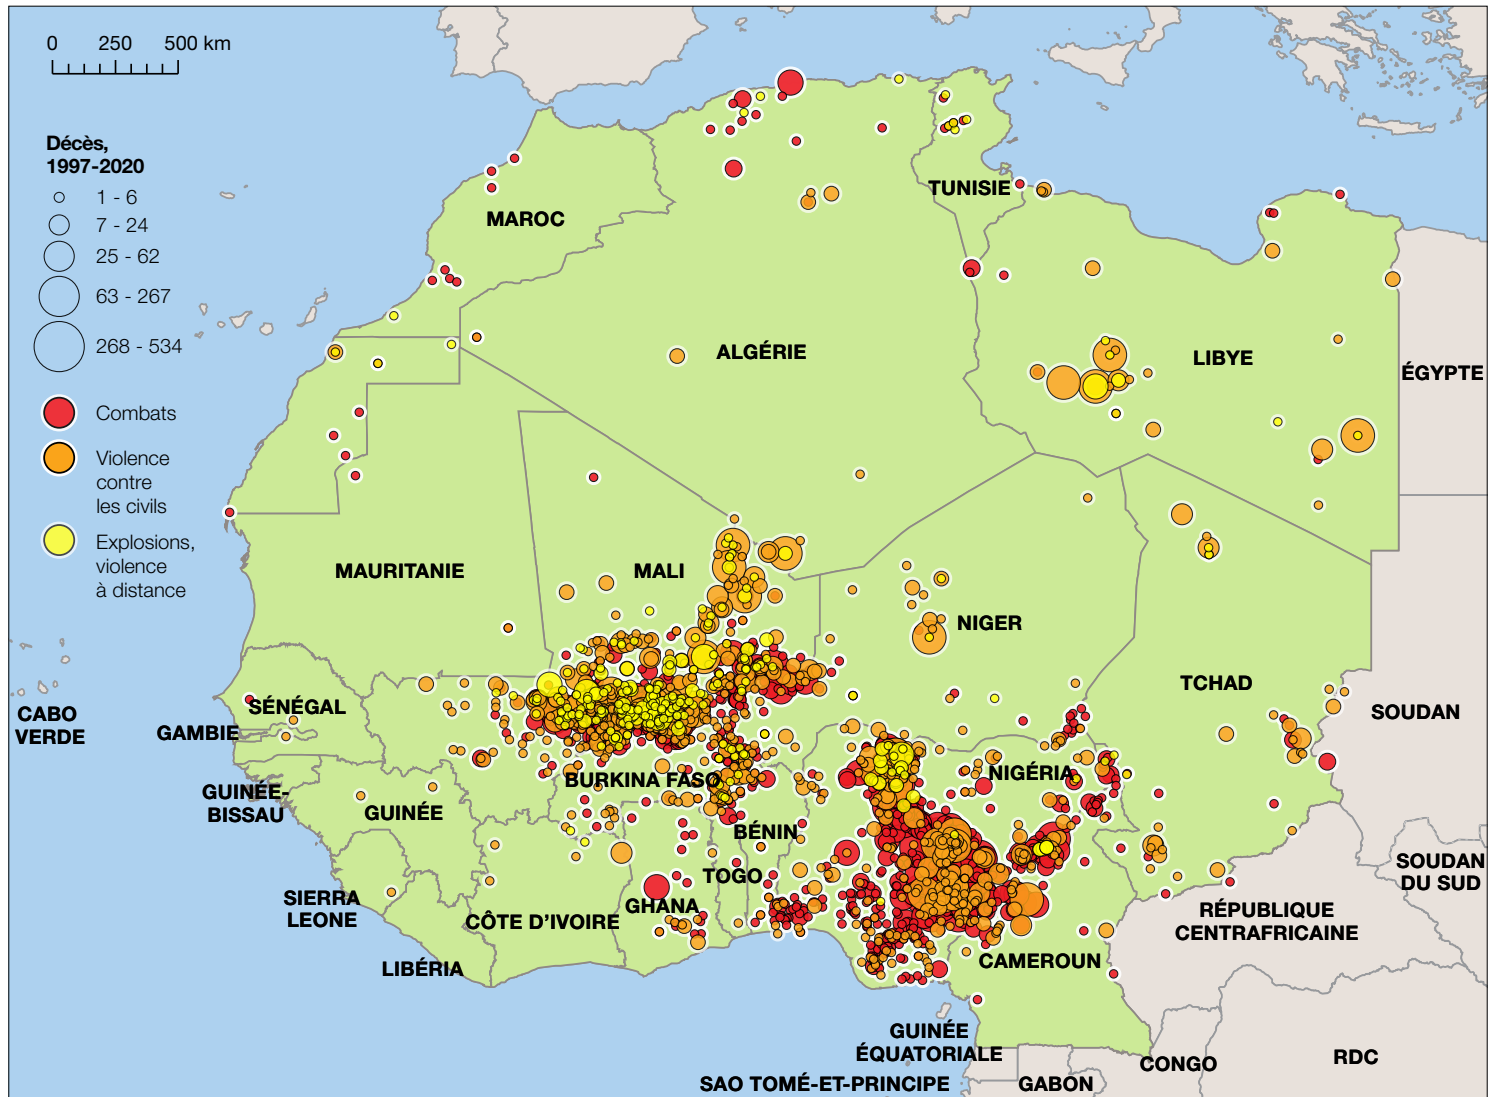 0 250 500 km
Décès,
1997-2020
1 - 6
7 - 24
25 - 62
63 - 267
268 - 534
Combats
Violence
contre
les civils
Explosions,
violence
à distance
MAROC
TUNISIE
ALGÉRIE
LIBYE
ÉGYPTE
MAURITANIE
MALI
NIGER
TCHAD
SOUDAN
CABO
VERDE
SÉNÉGAL
GAMBIE
GUINÉE-
BISSAU
GUINÉE
BURKINA FASO
NIGÉRIA
BÉNIN
TOGO
GHANA
SIERRA
LEONE
CÔTE D'IVOIRE
LIBÉRIA
CAMEROUN
SOUDAN
DU SUD
RÉPUBLIQUE
CENTRAFRICAINE
GUINÉE
ÉQUATORIALE
SAO TOMÉ-ET-PRINCIPE
GABON
CONGO
RDC